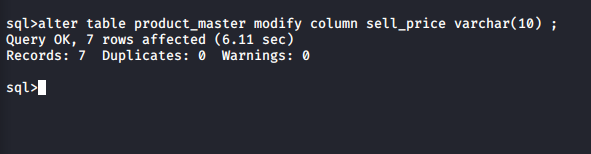 sql>alter table product_master modify column sell_price varchar(10) ;
Query OK, 7 rows affected (6.11 sec)
Records: 7  Duplicates: 0  Warnings: 0
sql>